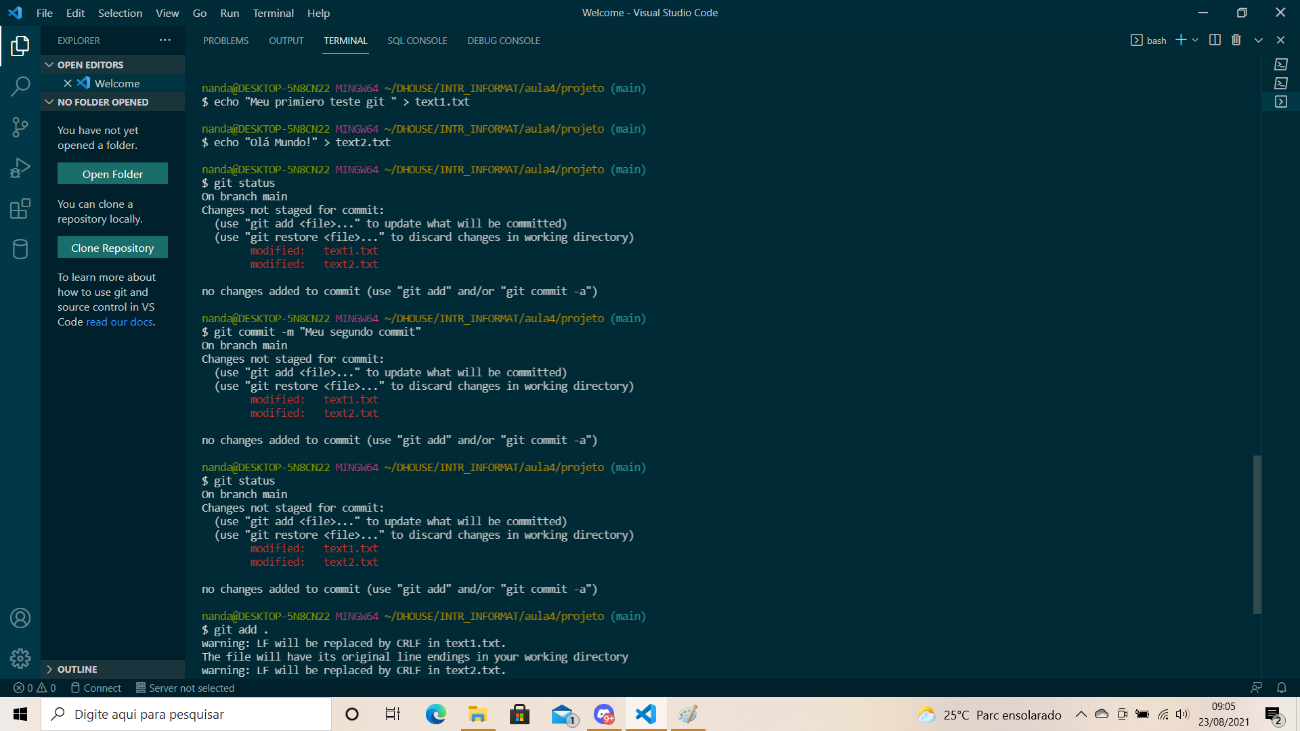 File Edit Selection View Go Run Terminal Help
Welcome - Visual Studio Code
EXPLORER
OPEN EDITORS
Welcome
NO FOLDER OPENED
You have not yet
opened a folder.
Open Folder
You can clone a
repository locally.
Clone Repository
To learn more about
how to use git and
source control in VS
Code read our docs.
OUTLINE
PROBLEMS OUTPUT TERMINAL SQL CONSOLE DEBUG CONSOLE
bash
nanda@DESKTOP-5N8CN22 MINGW64 ~/DHOUSE/INTR_INFORMAT/aula4/projeto (main)
$ echo "Meu primiero teste git " > text1.txt
nanda@DESKTOP-5N8CN22 MINGW64 ~/DHOUSE/INTR_INFORMAT/aula4/projeto (main)
$ echo "Olá Mundo!" > text2.txt
nanda@DESKTOP-5N8CN22 MINGW64 ~/DHOUSE/INTR_INFORMAT/aula4/projeto (main)
$ git status
On branch main
Changes not staged for commit:
(use "git add <file>..." to update what will be committed)
(use "git restore <file>..." to discard changes in working directory)
modified: text1.txt
modified: text2.txt
no changes added to commit (use "git add" and/or "git commit -a")
nanda@DESKTOP-5N8CN22 MINGW64 ~/DHOUSE/INTR_INFORMAT/aula4/projeto (main)
$ git commit -m "Meu segundo commit"
On branch main
Changes not staged for commit:
(use "git add <file>..." to update what will be committed)
(use "git restore <file>..." to discard changes in working directory)
modified: text1.txt
modified: text2.txt
no changes added to commit (use "git add" and/or "git commit -a")
nanda@DESKTOP-5N8CN22 MINGW64 ~/DHOUSE/INTR_INFORMAT/aula4/projeto (main)
$ git status
On branch main
Changes not staged for commit:
(use "git add <file>..." to update what will be committed)
(use "git restore <file>..." to discard changes in working directory)
modified: text1.txt
modified: text2.txt
no changes added to commit (use "git add" and/or "git commit -a")
nanda@DESKTOP-5N8CN22 MINGW64 ~/DHOUSE/INTR_INFORMAT/aula4/projeto (main)
$ git add .
warning: LF will be replaced by CRLF in text1.txt.
The file will have its original line endings in your working directory
warning: LF will be replaced by CRLF in text2.txt.
0 0 Connect Server not selected
Digite aqui para pesquisar
1
9+
25°C Parc ensolarado
09:05
23/08/2021
2